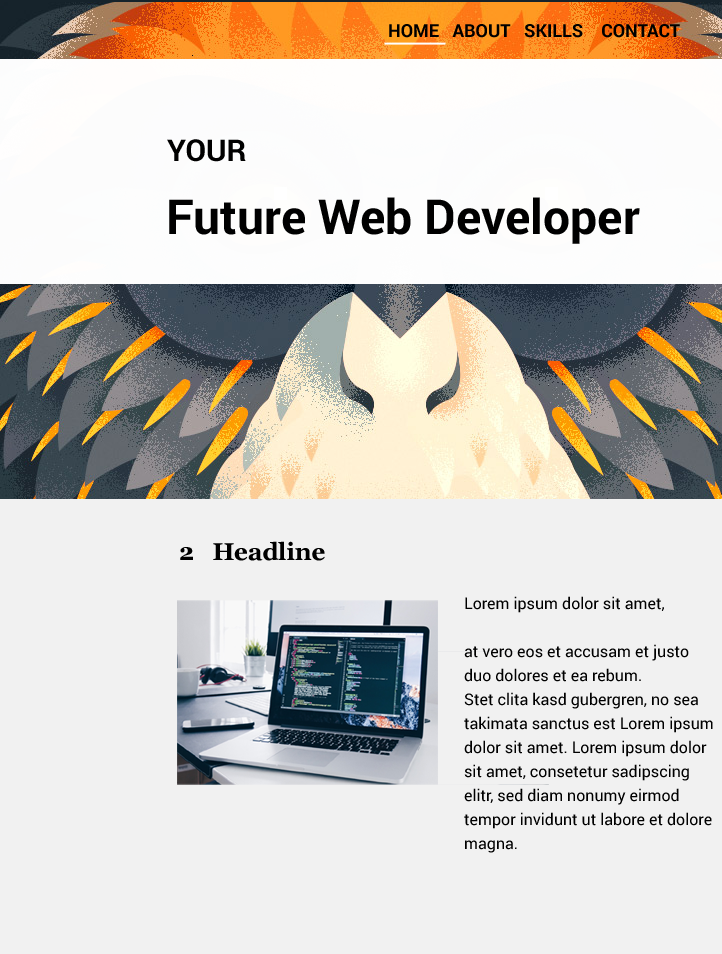 HOME ABOUT SKILLS CONTACT
YOUR
Future Web Developer
2 Headline
Lorem ipsum dolor sit amet,
at vero eos et accusam et justo
duo dolores et ea rebum.
Stet clita kasd gubergren, no sea
takimata sanctus est Lorem ipsum
dolor sit amet. Lorem ipsum dolor
sit amet, consetetur sadipscing
elitr, sed diam nonumy eirmod
tempor invidunt ut labore et dolore
magna.